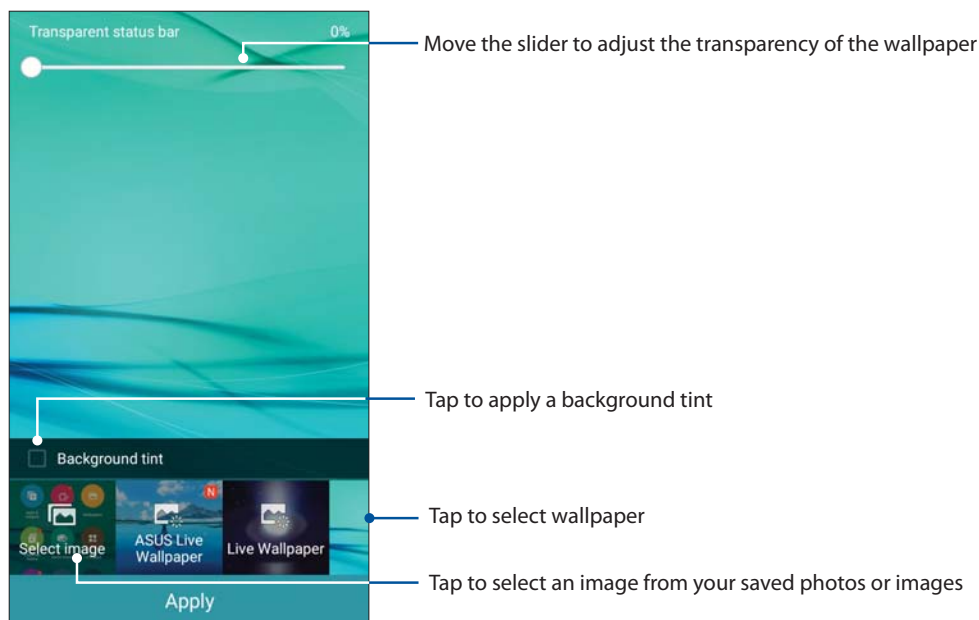 Transparent status bar 0%
Move the slider to adjust the transparency of the wallpaper
Tap to apply a background tint
Background tint
N
Select image
ASUS Live
Wallpaper
Live Wallpaper
Tap to select wallpaper
Tap to select an image from your saved photos or images
Apply